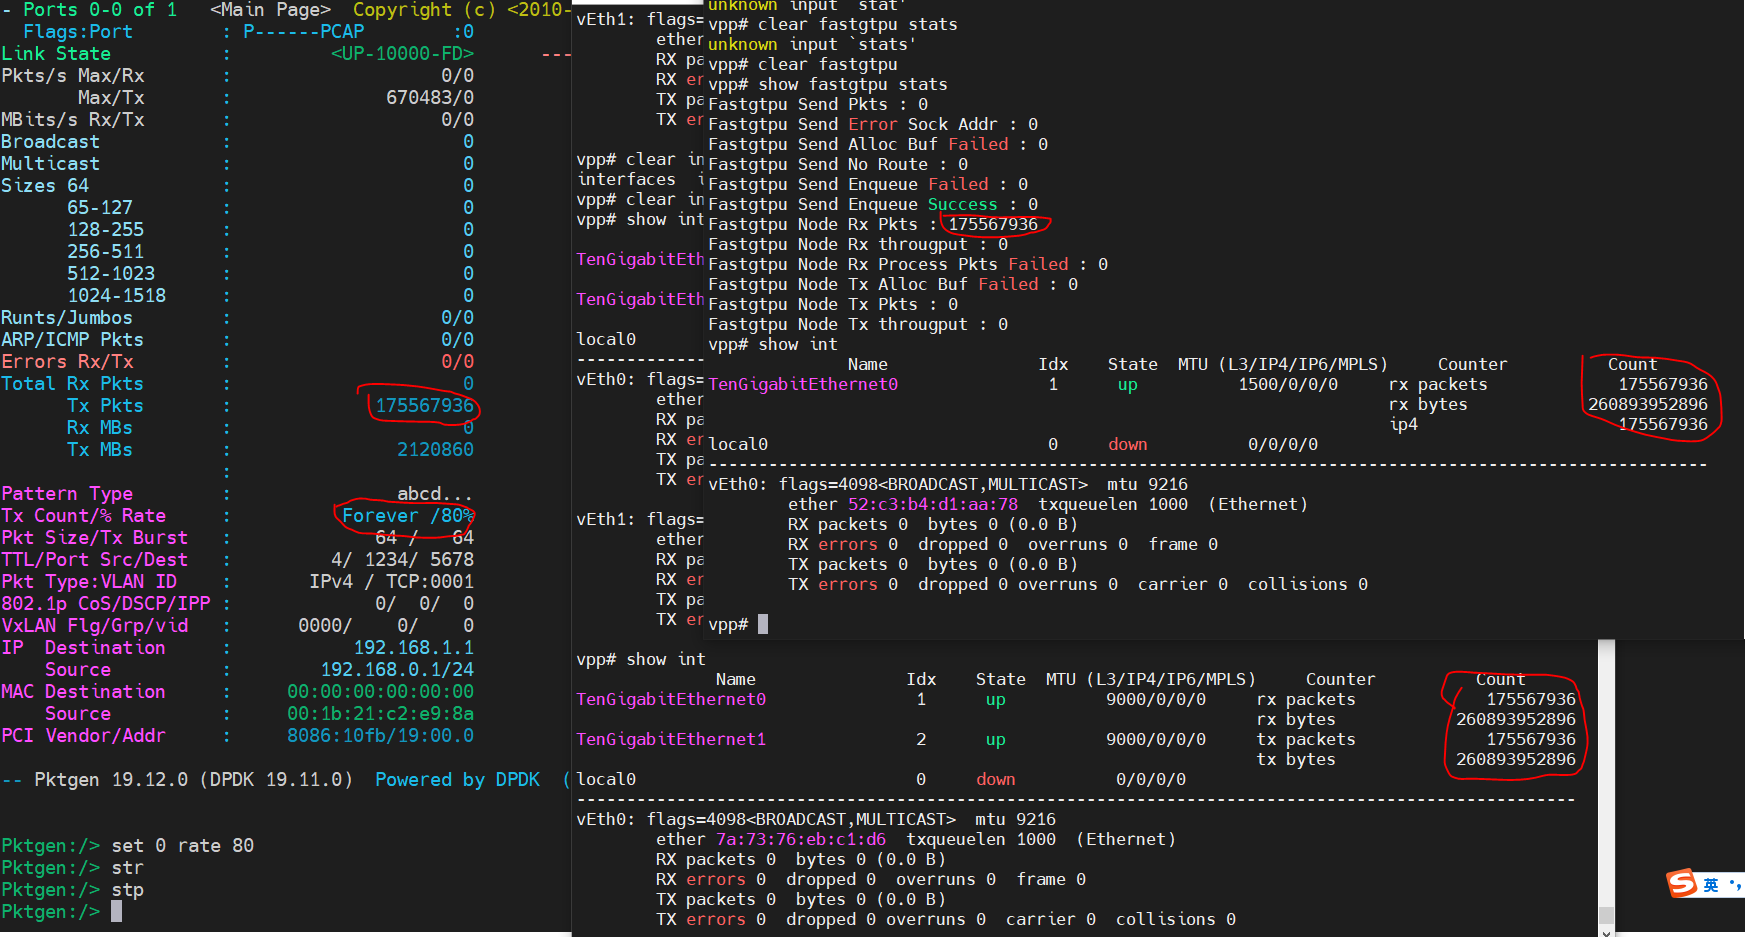 - Ports 0-0 of 1   <Main Page>  Copyright (c) <2010-
Flags:Port : P------PCAP :0
Link State : <UP-10000-FD> ---
Pkts/s Max/Rx : 0/0
Max/Tx : 670483/0
MBits/s Rx/Tx : 0/0
Broadcast : 0
Multicast : 0
Sizes 64 : 0
65-127 : 0
128-255 : 0
256-511 : 0
512-1023 : 0
1024-1518 : 0
Runts/Jumbos : 0/0
ARP/ICMP Pkts : 0/0
Errors Rx/Tx : 0/0
Total Rx Pkts : 0
Tx Pkts : 175567936
Rx MBs : 0
Tx MBs : 2120860
:
Pattern Type : abcd...
Tx Count/% Rate : Forever /80%
Pkt Size/Tx Burst : 64 / 64
TTL/Port Src/Dest : 4/ 1234/ 5678
Pkt Type:VLAN ID : IPv4 / TCP:0001
802.1p CoS/DSCP/IPP : 0/ 0/ 0
VxLAN Flg/Grp/vid : 0000/ 0/ 0
IP  Destination : 192.168.1.1
Source : 192.168.0.1/24
MAC Destination : 00:00:00:00:00:00
Source : 00:1b:21:c2:e9:8a
PCI Vendor/Addr : 8086:10fb/19:00.0
-- Pktgen 19.12.0 (DPDK 19.11.0)  Powered by DPDK  (
Pktgen:/> set 0 rate 80
Pktgen:/> str
Pktgen:/> stp
Pktgen:/>
vEth1: flags=
ether
RX pa
RX er
TX pa
TX er
vpp# clear in
interfaces  i
vpp# clear in
vpp# show int
TenGigabitEth
TenGigabitEth
local0
-------------
vEth0: flags=
ether
RX pa
RX er
TX pa
TX er
vEth1: flags=
ether
RX pa
RX er
TX pa
TX er
unknown input `stat'
vpp# clear fastgtpu stats
unknown input `stats'
vpp# clear fastgtpu
vpp# show fastgtpu stats
Fastgtpu Send Pkts : 0
Fastgtpu Send Error Sock Addr : 0
Fastgtpu Send Alloc Buf Failed : 0
Fastgtpu Send No Route : 0
Fastgtpu Send Enqueue Failed : 0
Fastgtpu Send Enqueue Success : 0
Fastgtpu Node Rx Pkts : 175567936
Fastgtpu Node Rx througput : 0
Fastgtpu Node Rx Process Pkts Failed : 0
Fastgtpu Node Tx Alloc Buf Failed : 0
Fastgtpu Node Tx Pkts : 0
Fastgtpu Node Tx througput : 0
vpp# show int
Name Idx State MTU (L3/IP4/IP6/MPLS) Counter Count
TenGigabitEthernet0 1 up 1500/0/0/0 rx packets 175567936
rx bytes 260893952896
ip4 175567936
local0 0 down 0/0/0/0
----------------------------------------------------------------------------------------------------
vEth0: flags=4098<BROADCAST,MULTICAST>  mtu 9216
ether 52:c3:b4:d1:aa:78  txqueuelen 1000  (Ethernet)
RX packets 0  bytes 0 (0.0 B)
RX errors 0  dropped 0  overruns 0  frame 0
TX packets 0  bytes 0 (0.0 B)
TX errors 0  dropped 0 overruns 0  carrier 0  collisions 0
vpp#
vpp# show int
Name Idx State MTU (L3/IP4/IP6/MPLS) Counter Count
TenGigabitEthernet0 1 up 9000/0/0/0 rx packets 175567936
rx bytes 260893952896
TenGigabitEthernet1 2 up 9000/0/0/0 tx packets 175567936
tx bytes 260893952896
local0 0 down 0/0/0/0
----------------------------------------------------------------------------------------------------
vEth0: flags=4098<BROADCAST,MULTICAST>  mtu 9216
ether 7a:73:76:eb:c1:d6  txqueuelen 1000  (Ethernet)
RX packets 0  bytes 0 (0.0 B)
RX errors 0  dropped 0  overruns 0  frame 0
TX packets 0  bytes 0 (0.0 B)
TX errors 0  dropped 0 overruns 0  carrier 0  collisions 0
S 英